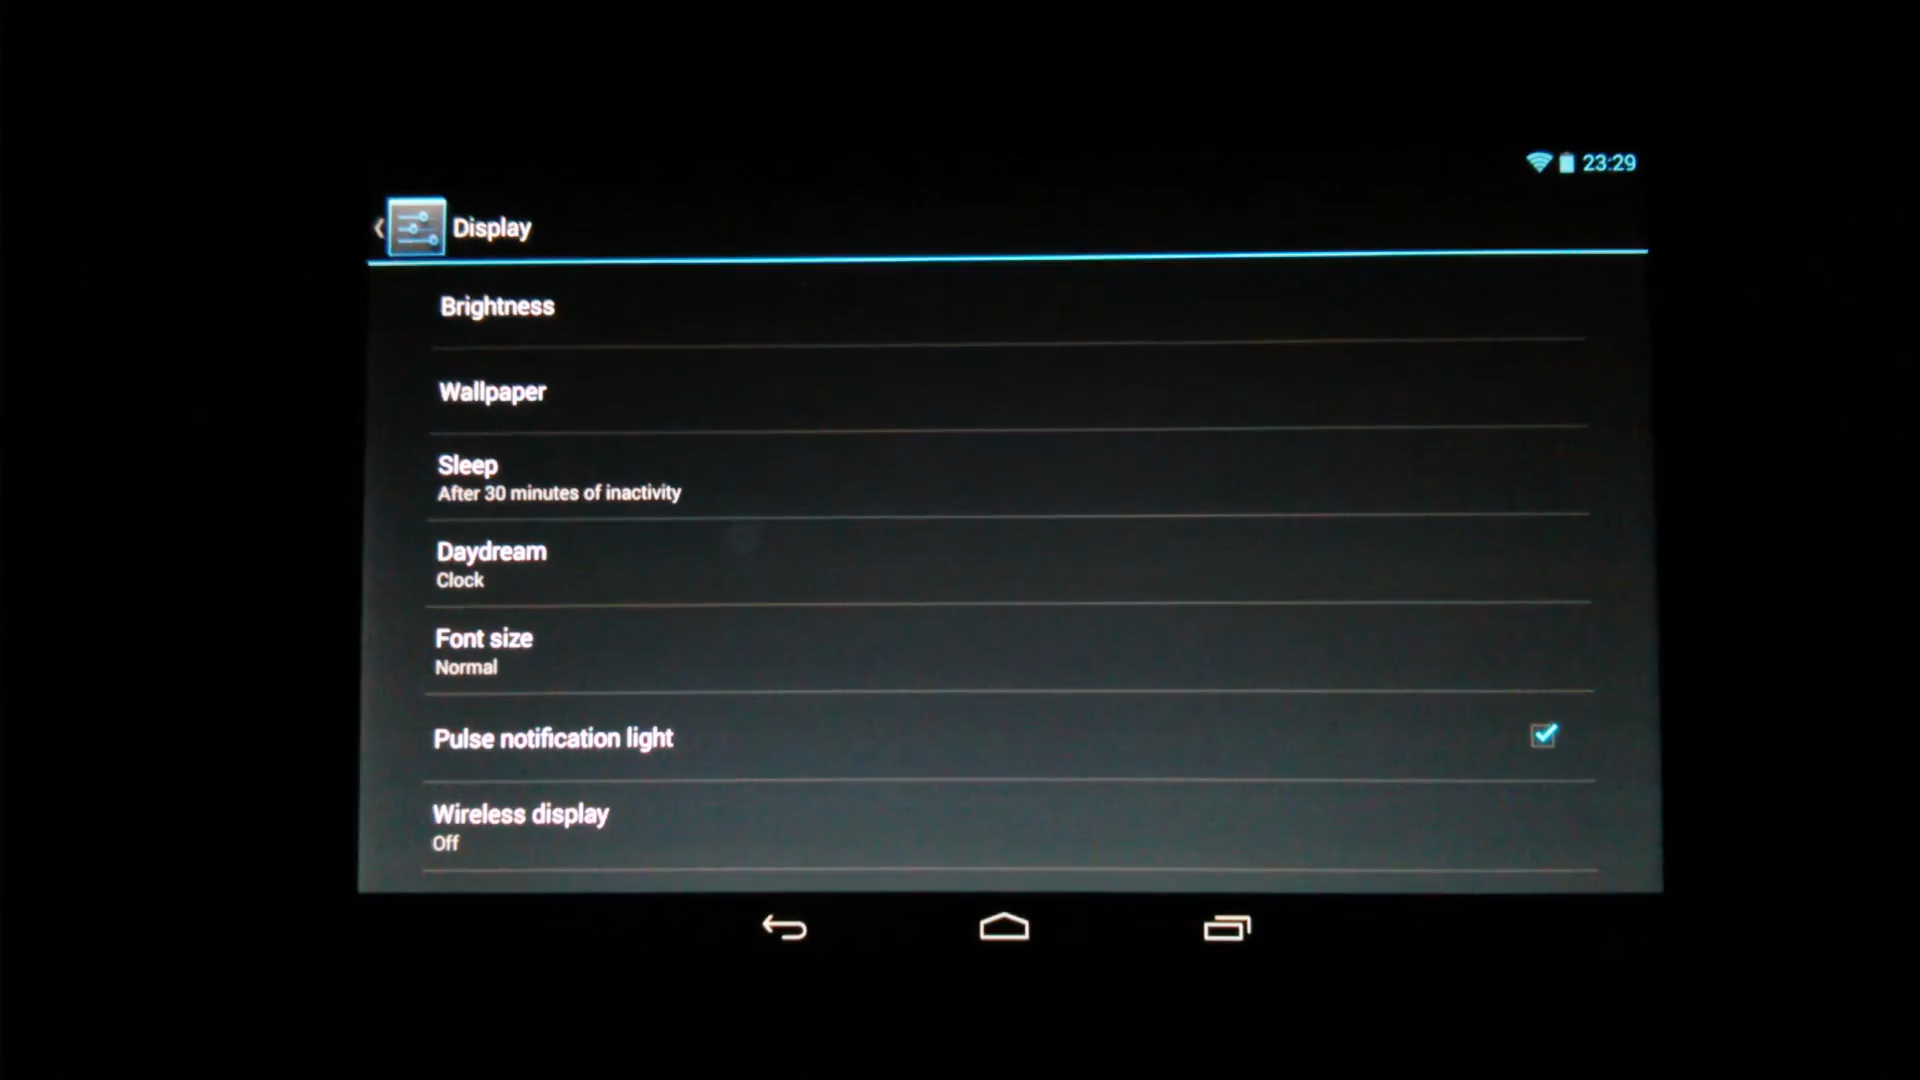 23:29
Display
Brightness
Wallpaper
Sleep
After 30 minutes of inactivity
Daydream
Clock
Font size
Normal
Pulse notification light
Wireless display
Off